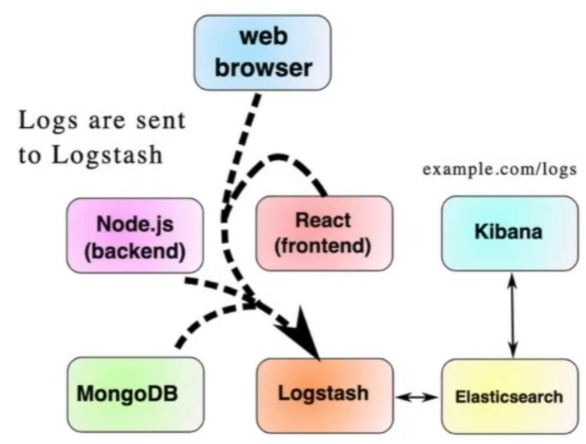 web
browser
Logs are sent
to Logstash
example.com/logs
Node.js
(backend)
React
(frontend)
Kibana
MongoDB
Logstash
Elasticsearch